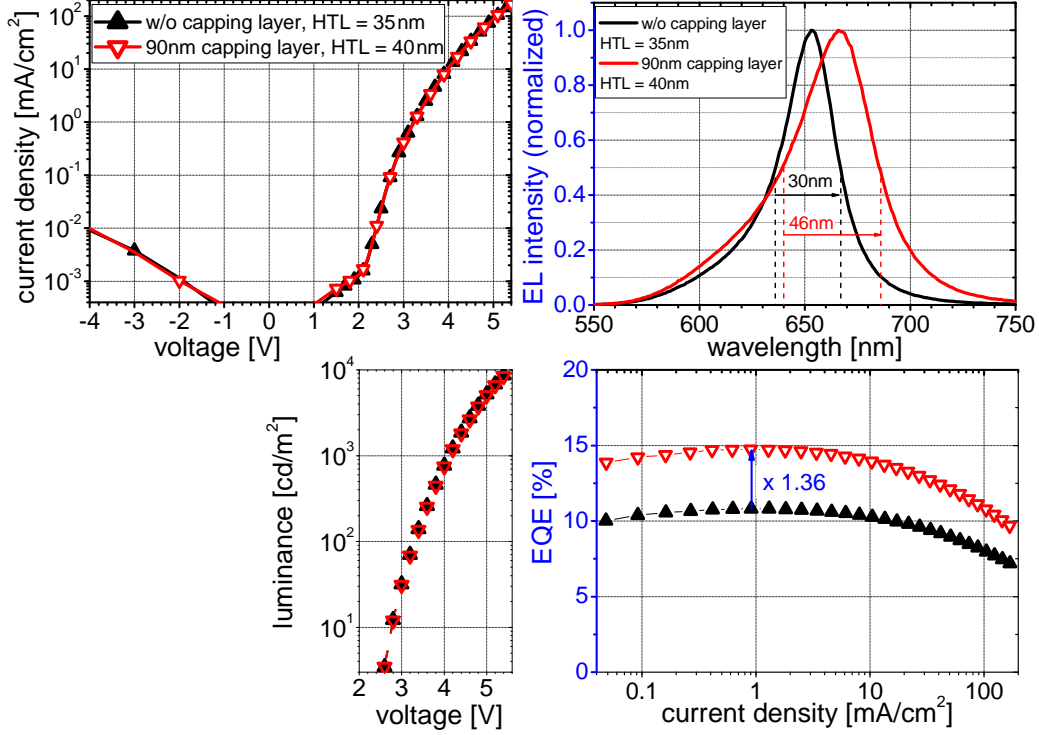 w/o capping layer, HTL = 35nm
90nm capping layer, HTL = 40nm
current density [mA/cm²]
10²
10¹
10⁰
10⁻¹
10⁻²
10⁻³
-4 -3 -2 -1 0 1 2 3 4 5
voltage [V]
w/o capping layer
HTL = 35nm
90nm capping layer
HTL = 40nm
EL intensity (normalized)
1.0
0.8
0.6
0.4
0.2
0.0
30nm
46nm
550 600 650 700 750
wavelength [nm]
luminance [cd/m²]
10⁴
10³
10²
10¹
2 3 4 5
voltage [V]
EQE [%]
20
15
10
5
0
x 1.36
0.1 1 10 100
current density [mA/cm²]